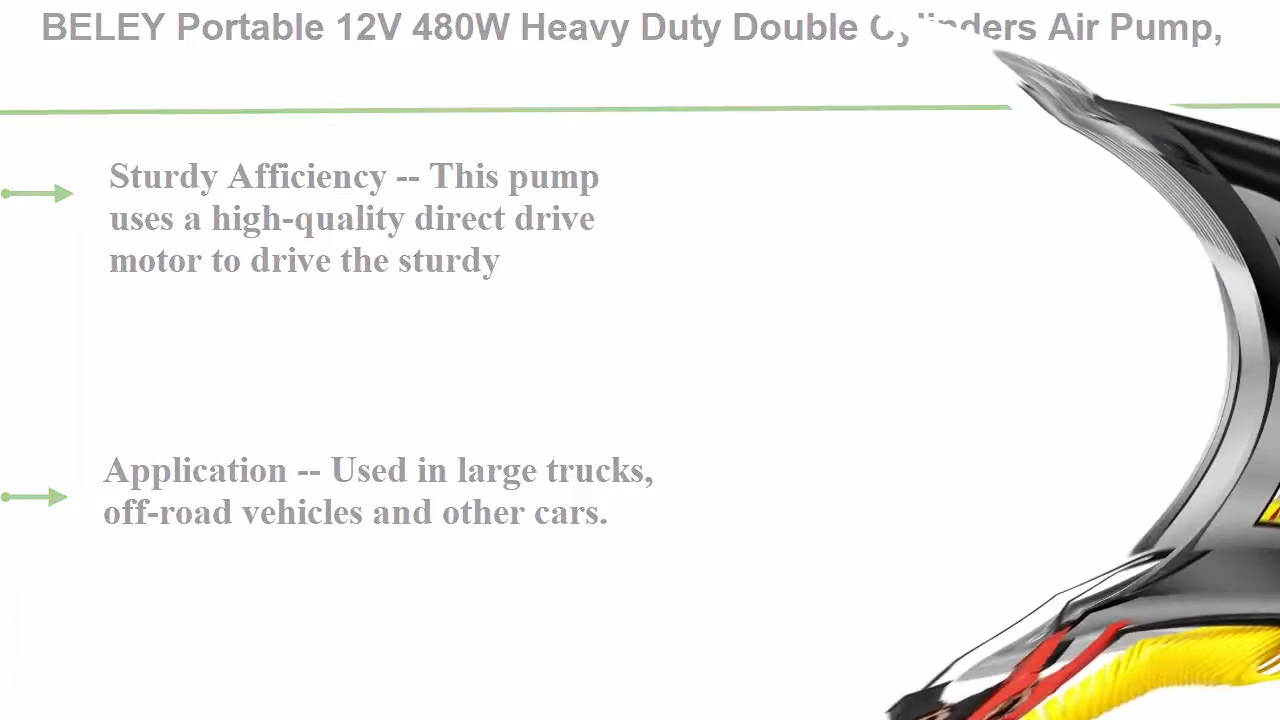 BELEY Portable 12V 480W Heavy Duty Double Cylinders Air Pump,
Sturdy Afficiency -- This pump
uses a high-quality direct drive
motor to drive the sturdy
Application -- Used in large trucks,
off-road vehicles and other cars.